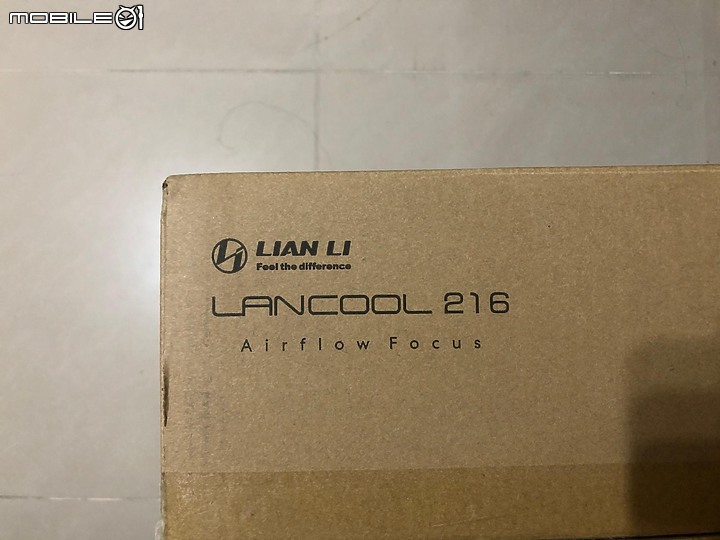 MOBILE01
LIAN LI
Feel the difference
LANCOOL 216
Airflow Focus